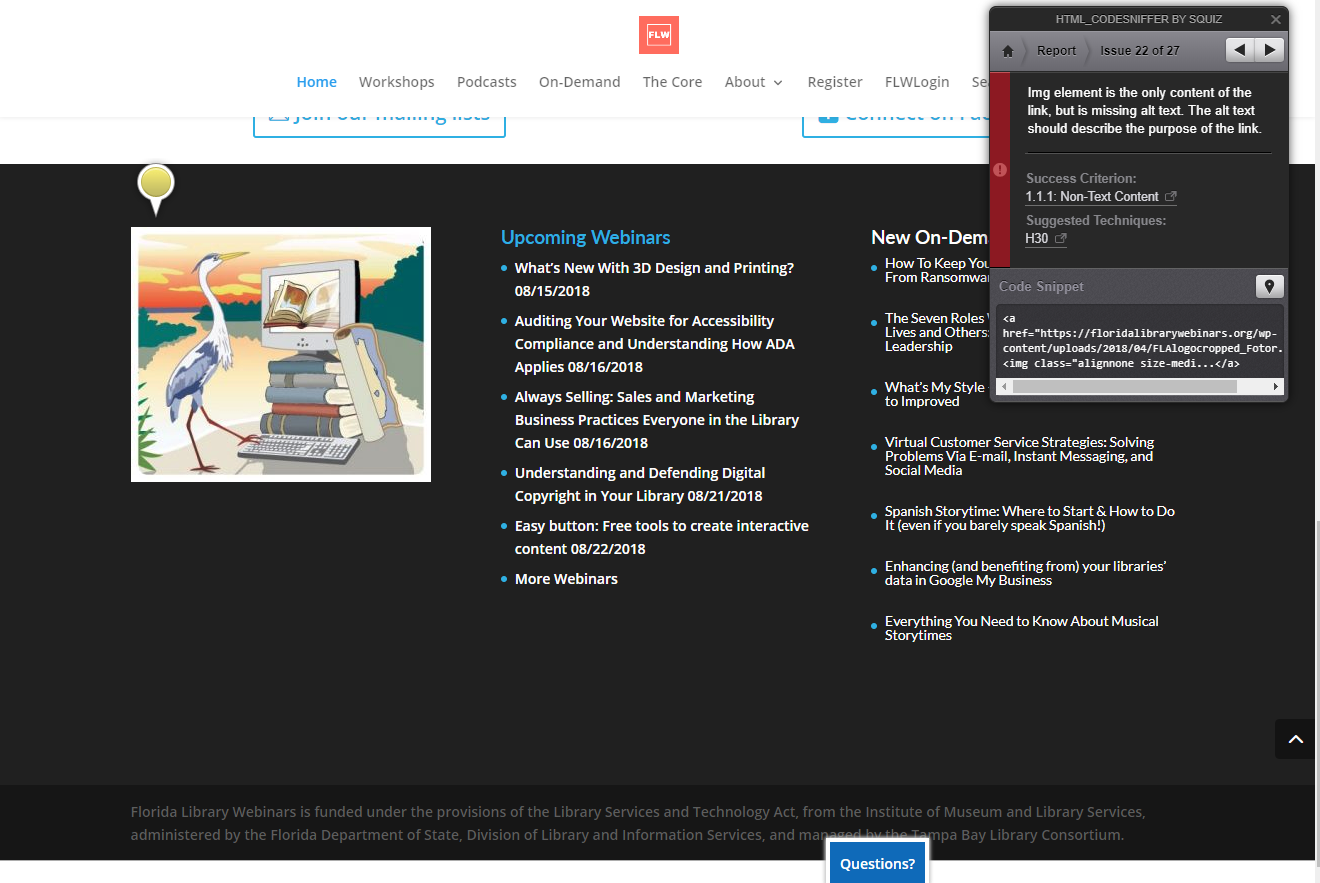 FLW
Home Workshops Podcasts On-Demand The Core About Register FLWLogin
Join our mailing lists
Upcoming Webinars
What's New With 3D Design and Printing?
08/15/2018
Auditing Your Website for Accessibility
Compliance and Understanding How ADA
Applies 08/16/2018
Always Selling: Sales and Marketing
Business Practices Everyone in the Library
Can Use 08/16/2018
Understanding and Defending Digital
Copyright in Your Library 08/21/2018
Easy button: Free tools to create interactive
content 08/22/2018
More Webinars
New On-Dem
How To Keep You
From Ransomwa
The Seven Roles
Lives and Others:
Leadership
What's My Style
to Improved
Virtual Customer Service Strategies: Solving
Problems Via E-mail, Instant Messaging, and
Social Media
Spanish Storytime: Where to Start & How to Do
It (even if you barely speak Spanish!)
Enhancing (and benefiting from) your libraries’
data in Google My Business
Everything You Need to Know About Musical
Storytimes
HTML_CODESNIFFER BY SQUIZ
Report Issue 22 of 27
Img element is the only content of the
link, but is missing alt text. The alt text
should describe the purpose of the link.
Success Criterion:
1.1.1: Non-Text Content
Suggested Techniques:
H30
Code Snippet
<a
href="https://floridalibrarywebinars.org/wp-
content/uploads/2018/04/FLAlogocropped_Fotor.
<img class="alignnone size-medi...</a>
Florida Library Webinars is funded under the provisions of the Library Services and Technology Act, from the Institute of Museum and Library Services,
administered by the Florida Department of State, Division of Library and Information Services, and managed by the Tampa Bay Library Consortium.
Questions?